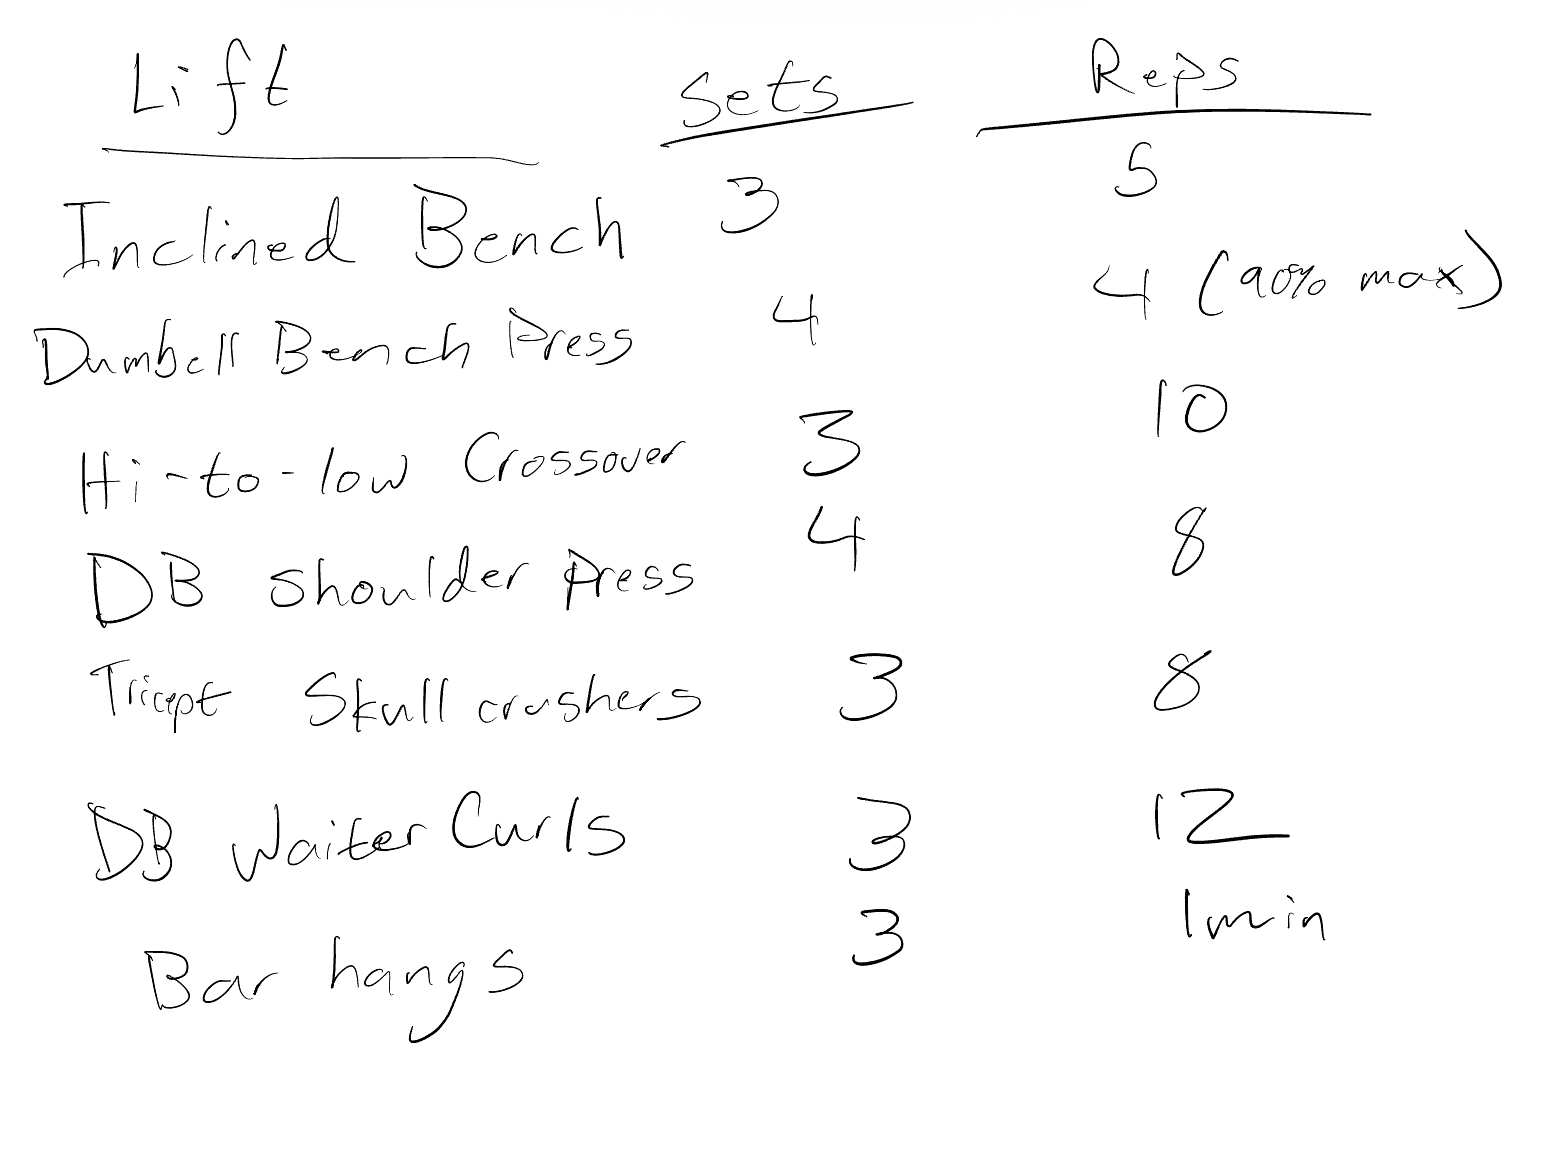 Lift Sets Reps
Inclined Bench 3 5
Dumbell Bench Press 4 4 (90% max)
Hi-to-low Crossover 3 10
DB Shoulder Press 4 8
Tricept Skull crushers 3 8
DB Waiter Curls 3 12
Bar hangs 3 1 min